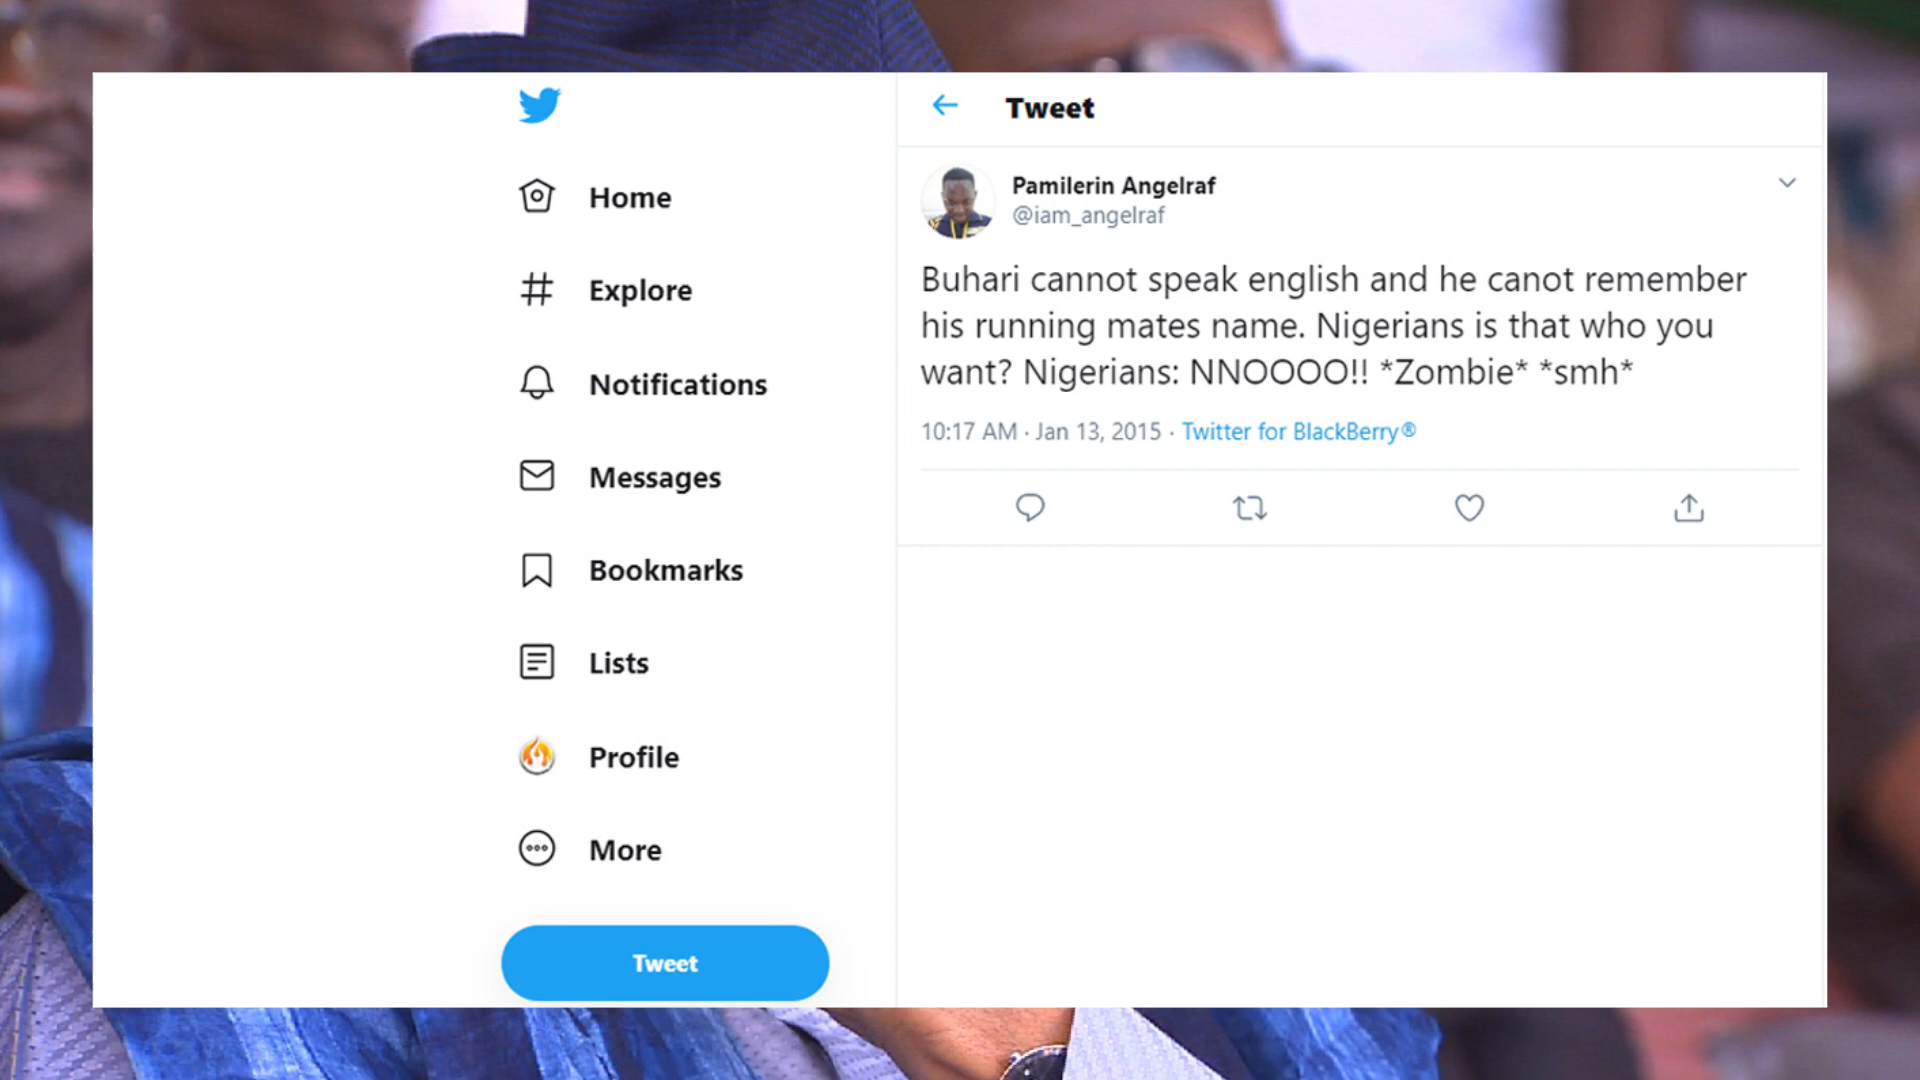 Home
Explore
Notifications
Messages
Bookmarks
Lists
Profile
More
Tweet
Tweet
Pamilerin Angelraf
@iam_angelraf
Buhari cannot speak english and he canot remember
his running mates name. Nigerians is that who you
want? Nigerians: NNOOOO!! *Zombie* *smh*
10:17 AM · Jan 13, 2015 · Twitter for BlackBerry®